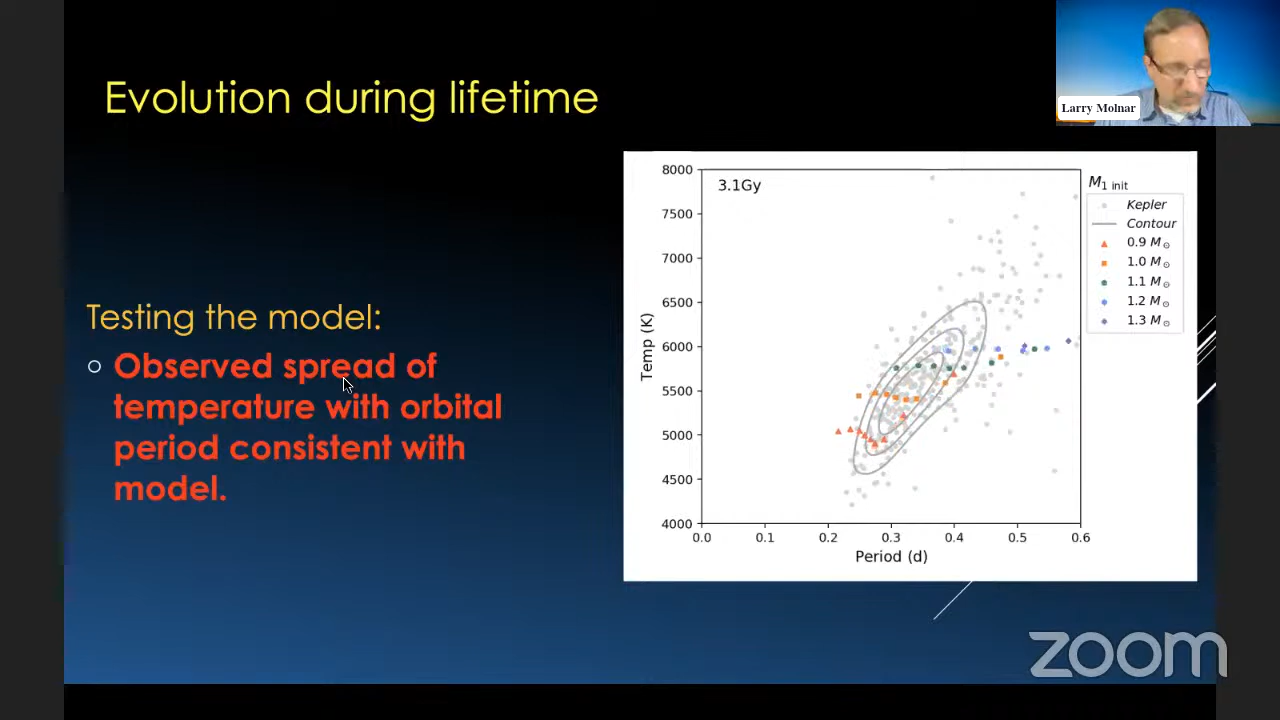 Evolution during lifetime
Larry Molnar
Testing the model:
Observed spread of
temperature with orbital
period consistent with
model.
3.1Gy
8000
7500
7000
6500
6000
5500
5000
4500
4000
Temp (K)
0.0 0.1 0.2 0.3 0.4 0.5 0.6
Period (d)
M1 init
Kepler
Contour
0.9 M⊙
1.0 M⊙
1.1 M⊙
1.2 M⊙
1.3 M⊙
zoom